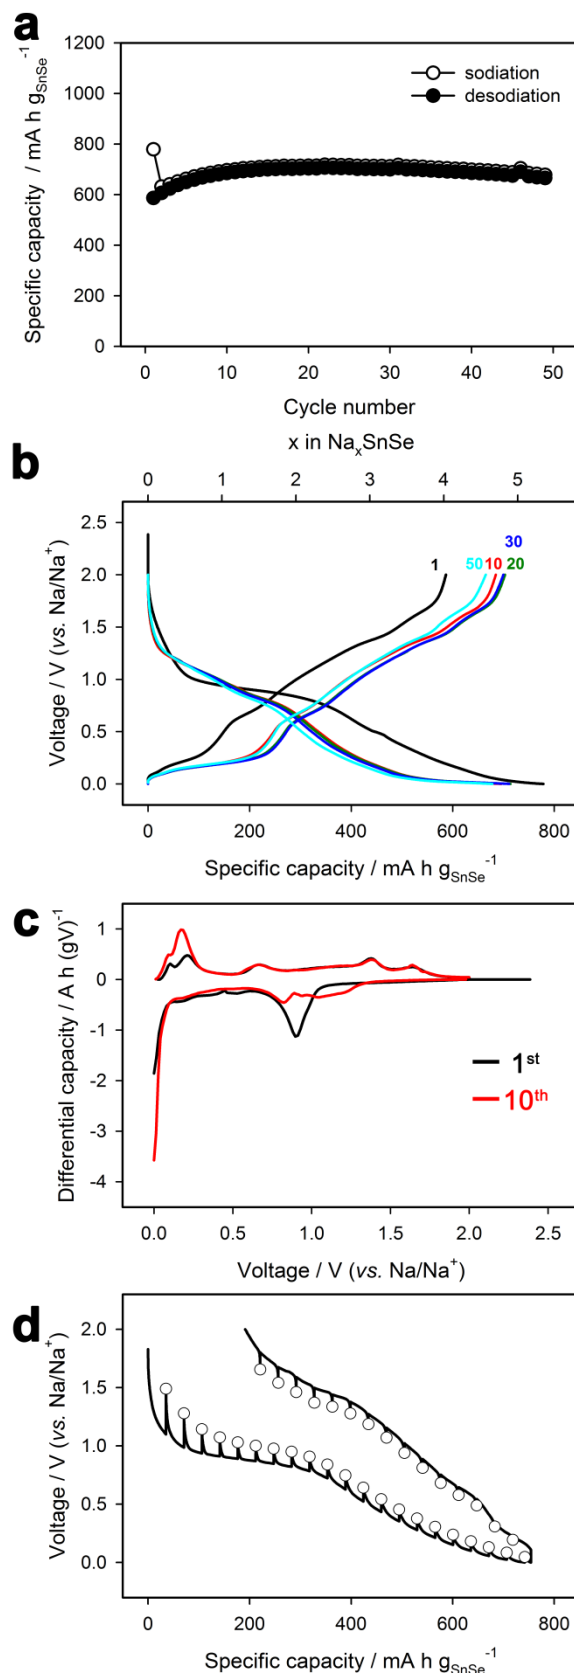 a
Specific capacity / mA h g_SnSe^-1
1200
1000
800
600
400
200
0
sodiation
desodiation
0 10 20 30 40 50
Cycle number
b
x in Na_xSnSe
0 1 2 3 4 5
Voltage / V (vs. Na/Na⁺)
2.5
2.0
1.5
1.0
0.5
0.0
30
1 50 10 20
0 200 400 600 800
Specific capacity / mA h g_SnSe^-1
c
Differential capacity / A h (gV)^-1
1
0
-1
-2
-3
-4
1st
10th
0.0 0.5 1.0 1.5 2.0 2.5
Voltage / V (vs. Na/Na⁺)
d
Voltage / V (vs. Na/Na⁺)
2.0
1.5
1.0
0.5
0.0
0 200 400 600 800
Specific capacity / mA h g_SnSe^-1